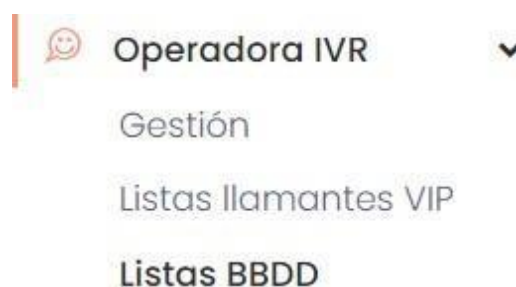 Operadora IVR
Gestión
Listas llamantes VIP
Listas BBDD